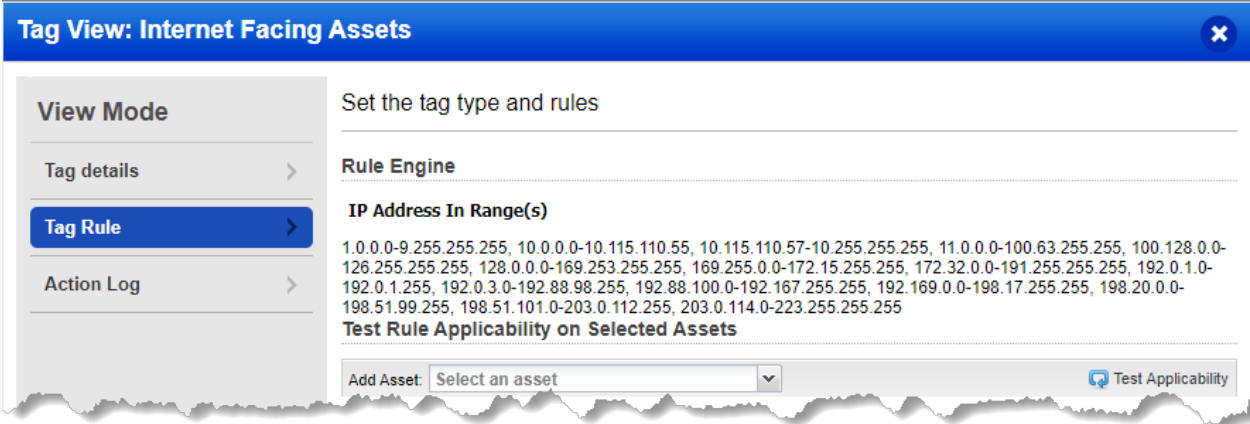 Tag View: Internet Facing Assets
View Mode
Tag details
Tag Rule
Action Log
Set the tag type and rules
Rule Engine
IP Address In Range(s)
1.0.0.0-9.255.255.255, 10.0.0.0-10.115.110.55, 10.115.110.57-10.255.255.255, 11.0.0.0-100.63.255.255, 100.128.0.0-
126.255.255.255, 128.0.0.0-169.253.255.255, 169.255.0.0-172.15.255.255, 172.32.0.0-191.255.255.255, 192.0.1.0-
192.0.1.255, 192.0.3.0-192.88.98.255, 192.88.100.0-192.167.255.255, 192.169.0.0-198.17.255.255, 198.20.0.0-
198.51.99.255, 198.51.101.0-203.0.112.255, 203.0.114.0-223.255.255.255
Test Rule Applicability on Selected Assets
Add Asset: Select an asset Test Applicability